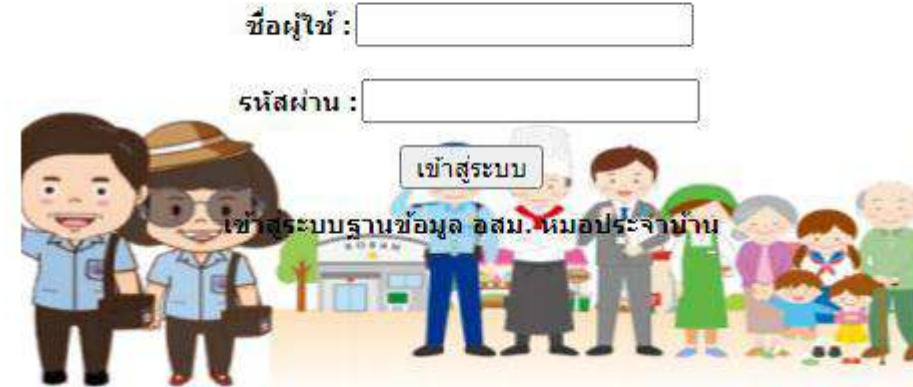 ชื่อผู้ใช้ :
รหัสผ่าน :
เข้าสู่ระบบ
เข้าสู่ระบบฐานข้อมูล อสม. หมอประจำบ้าน
KOBAN